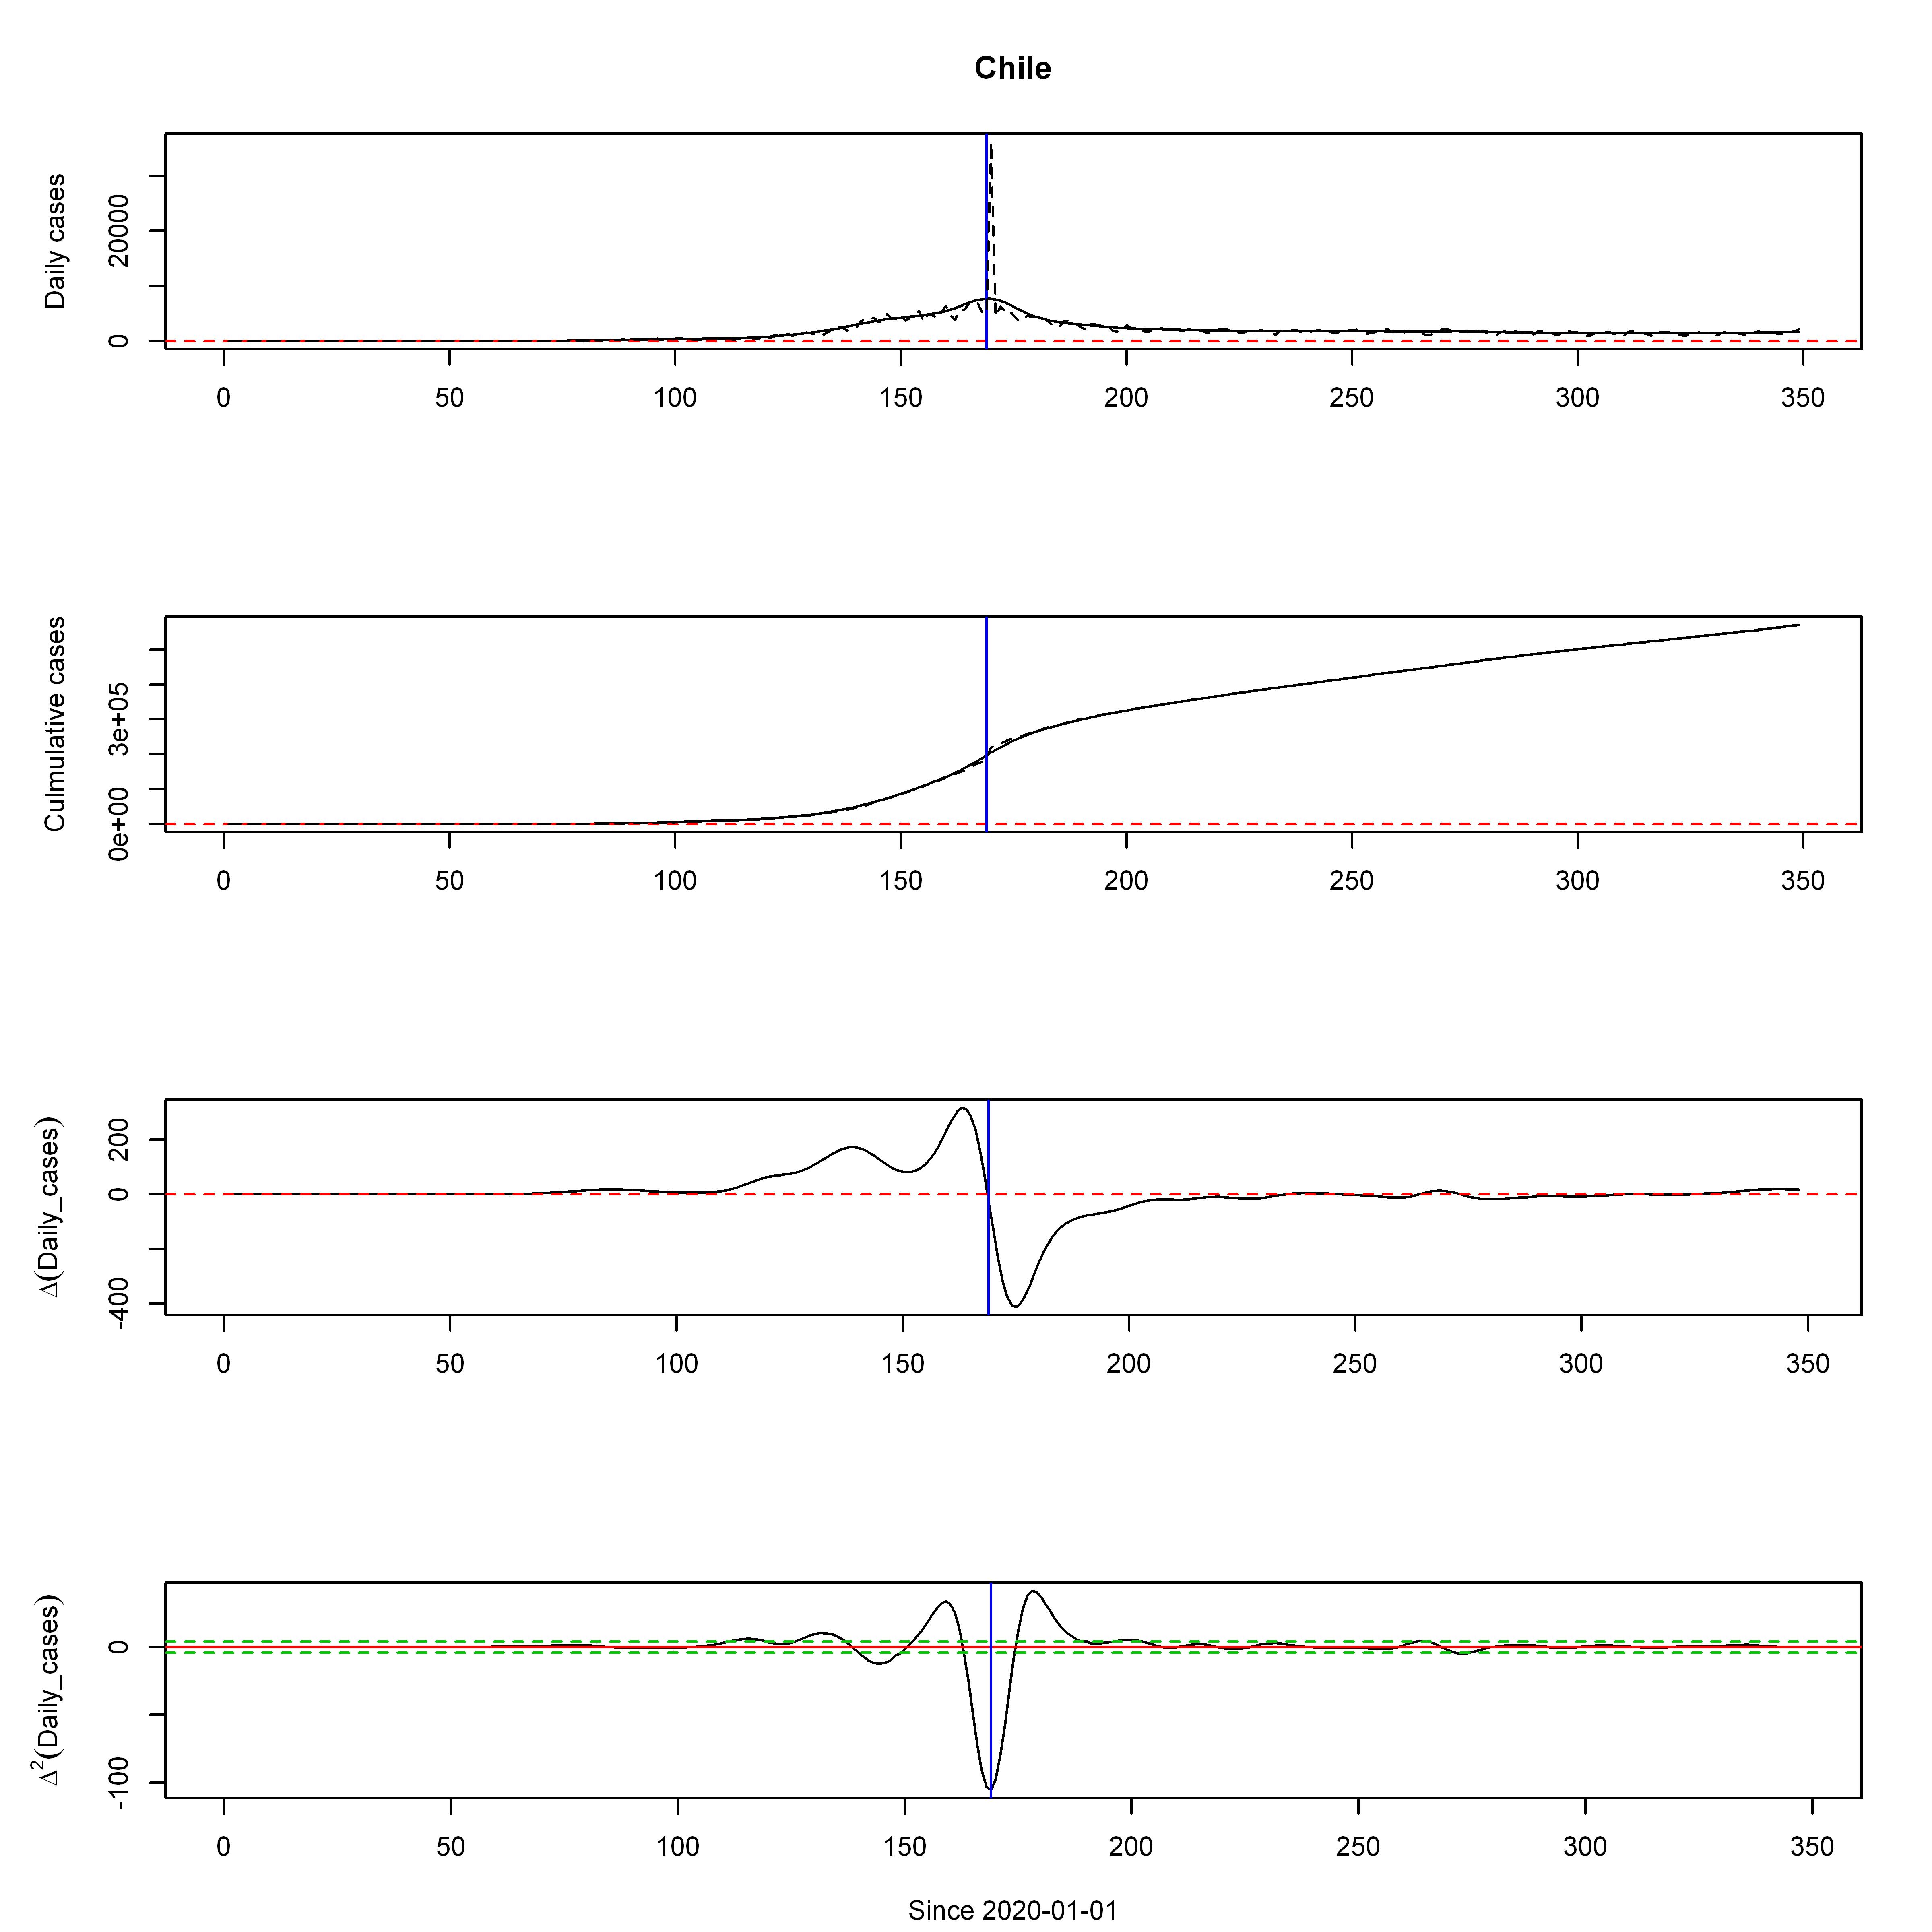 Chile
Daily cases
0
20000
0 50 100 150 200 250 300 350
Culmulative cases
0e+00
3e+05
0 50 100 150 200 250 300 350
Δ(Daily_cases)
-400
0
200
0 50 100 150 200 250 300 350
Δ²(Daily_cases)
-100
0
0 50 100 150 200 250 300 350
Since 2020-01-01